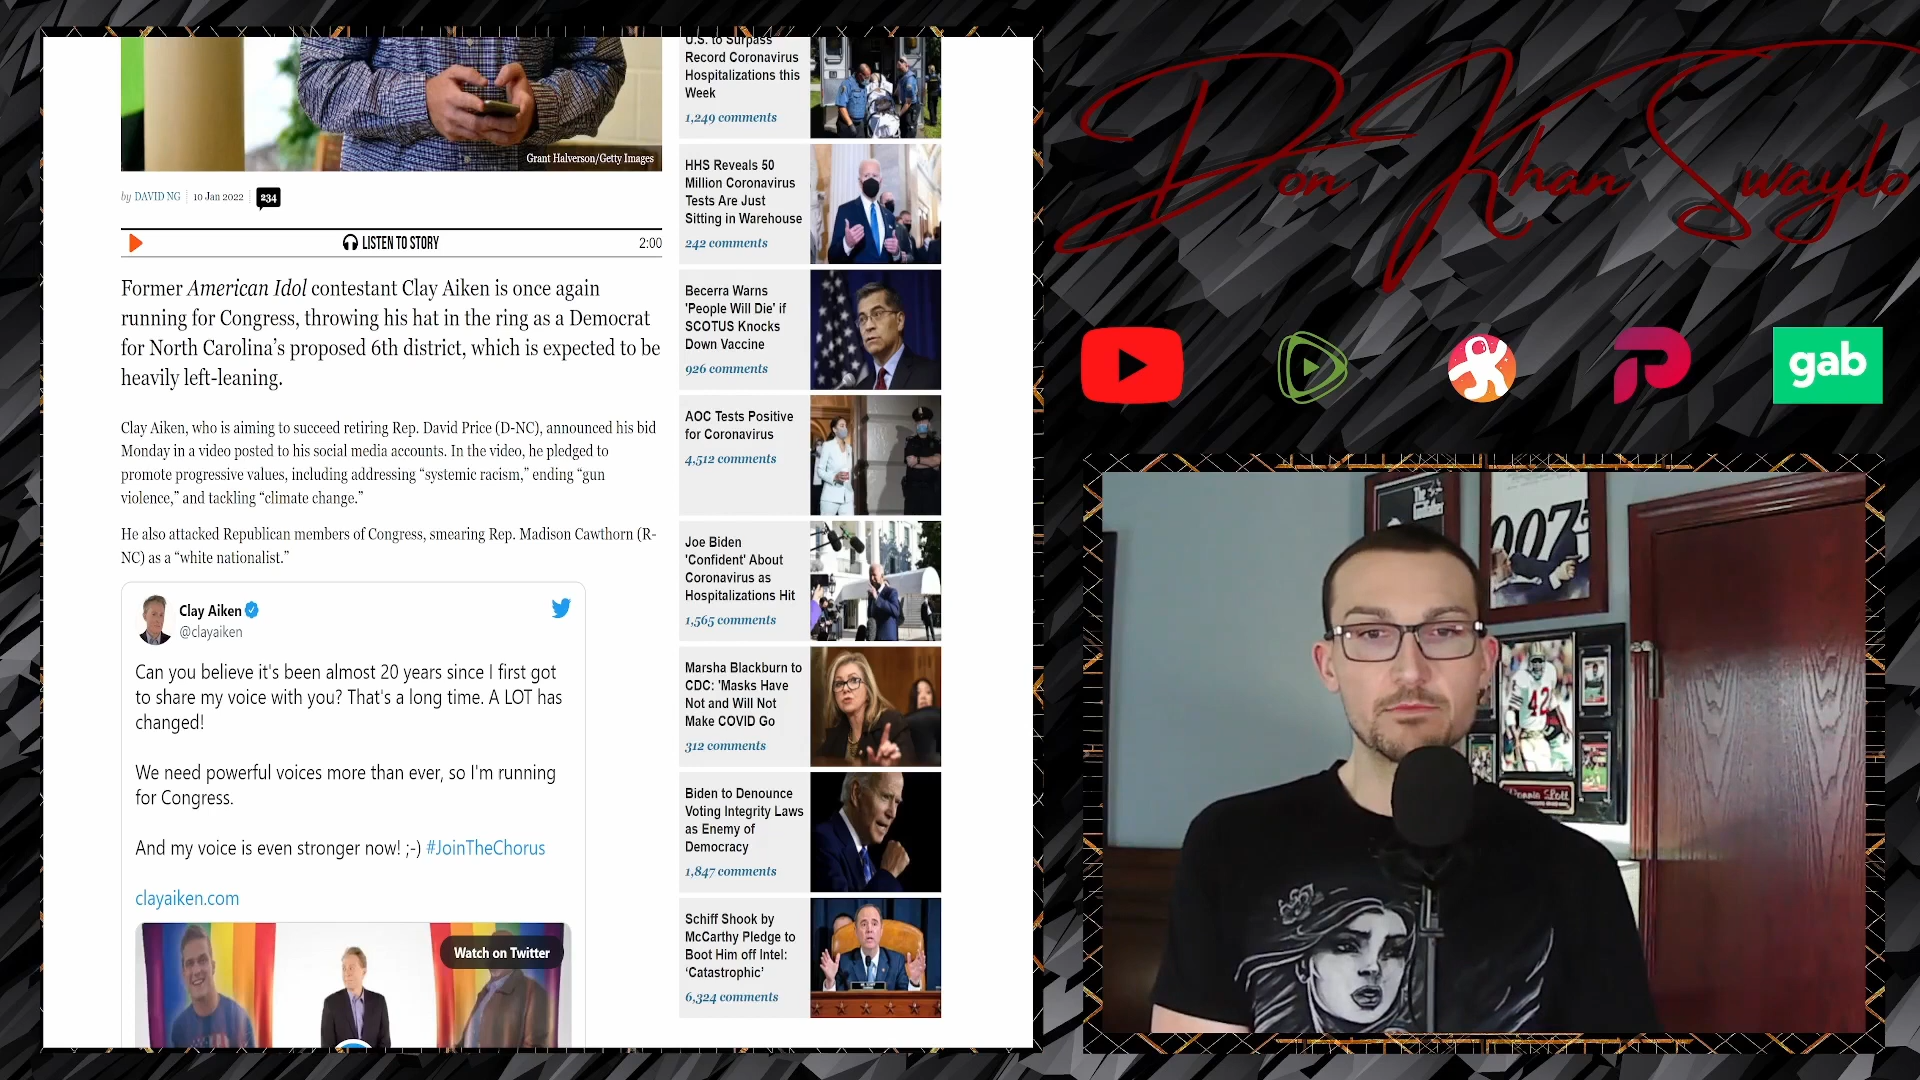 Grant Halverson/Getty Images
by DAVID NG 10 Jan 2022 234
LISTEN TO STORY 2:00
Former American Idol contestant Clay Aiken is once again
running for Congress, throwing his hat in the ring as a Democrat
for North Carolina’s proposed 6th district, which is expected to be
heavily left-leaning.
Clay Aiken, who is aiming to succeed retiring Rep. David Price (D-NC), announced his bid
Monday in a video posted to his social media accounts. In the video, he pledged to
promote progressive values, including addressing “systemic racism,” ending “gun
violence,” and tackling “climate change.”
He also attacked Republican members of Congress, smearing Rep. Madison Cawthorn (R-
NC) as a “white nationalist.”
Clay Aiken
@clayaiken
Can you believe it's been almost 20 years since I first got
to share my voice with you? That's a long time. A LOT has
changed!
We need powerful voices more than ever, so I'm running
for Congress.
And my voice is even stronger now! ;-) #JoinTheChorus
clayaiken.com
Watch on Twitter
U.S. to Surpass
Record Coronavirus
Hospitalizations this
Week
1,249 comments
HHS Reveals 50
Million Coronavirus
Tests Are Just
Sitting in Warehouse
242 comments
Becerra Warns
'People Will Die' if
SCOTUS Knocks
Down Vaccine
926 comments
AOC Tests Positive
for Coronavirus
4,512 comments
Joe Biden
'Confident' About
Coronavirus as
Hospitalizations Hit
1,565 comments
Marsha Blackburn to
CDC: 'Masks Have
Not and Will Not
Make COVID Go
312 comments
Biden to Denounce
Voting Integrity Laws
as Enemy of
Democracy
1,847 comments
Schiff Shook by
McCarthy Pledge to
Boot Him off Intel:
‘Catastrophic’
6,324 comments
Don Khan Swaylo
gab
The
Godfather
007
42
Ronnie Lott